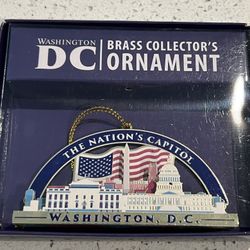 WASHINGTON
DC
BRASS COLLECTOR'S
ORNAMENT
THE NATION'S CAPITOL
WASHINGTON, D.C.